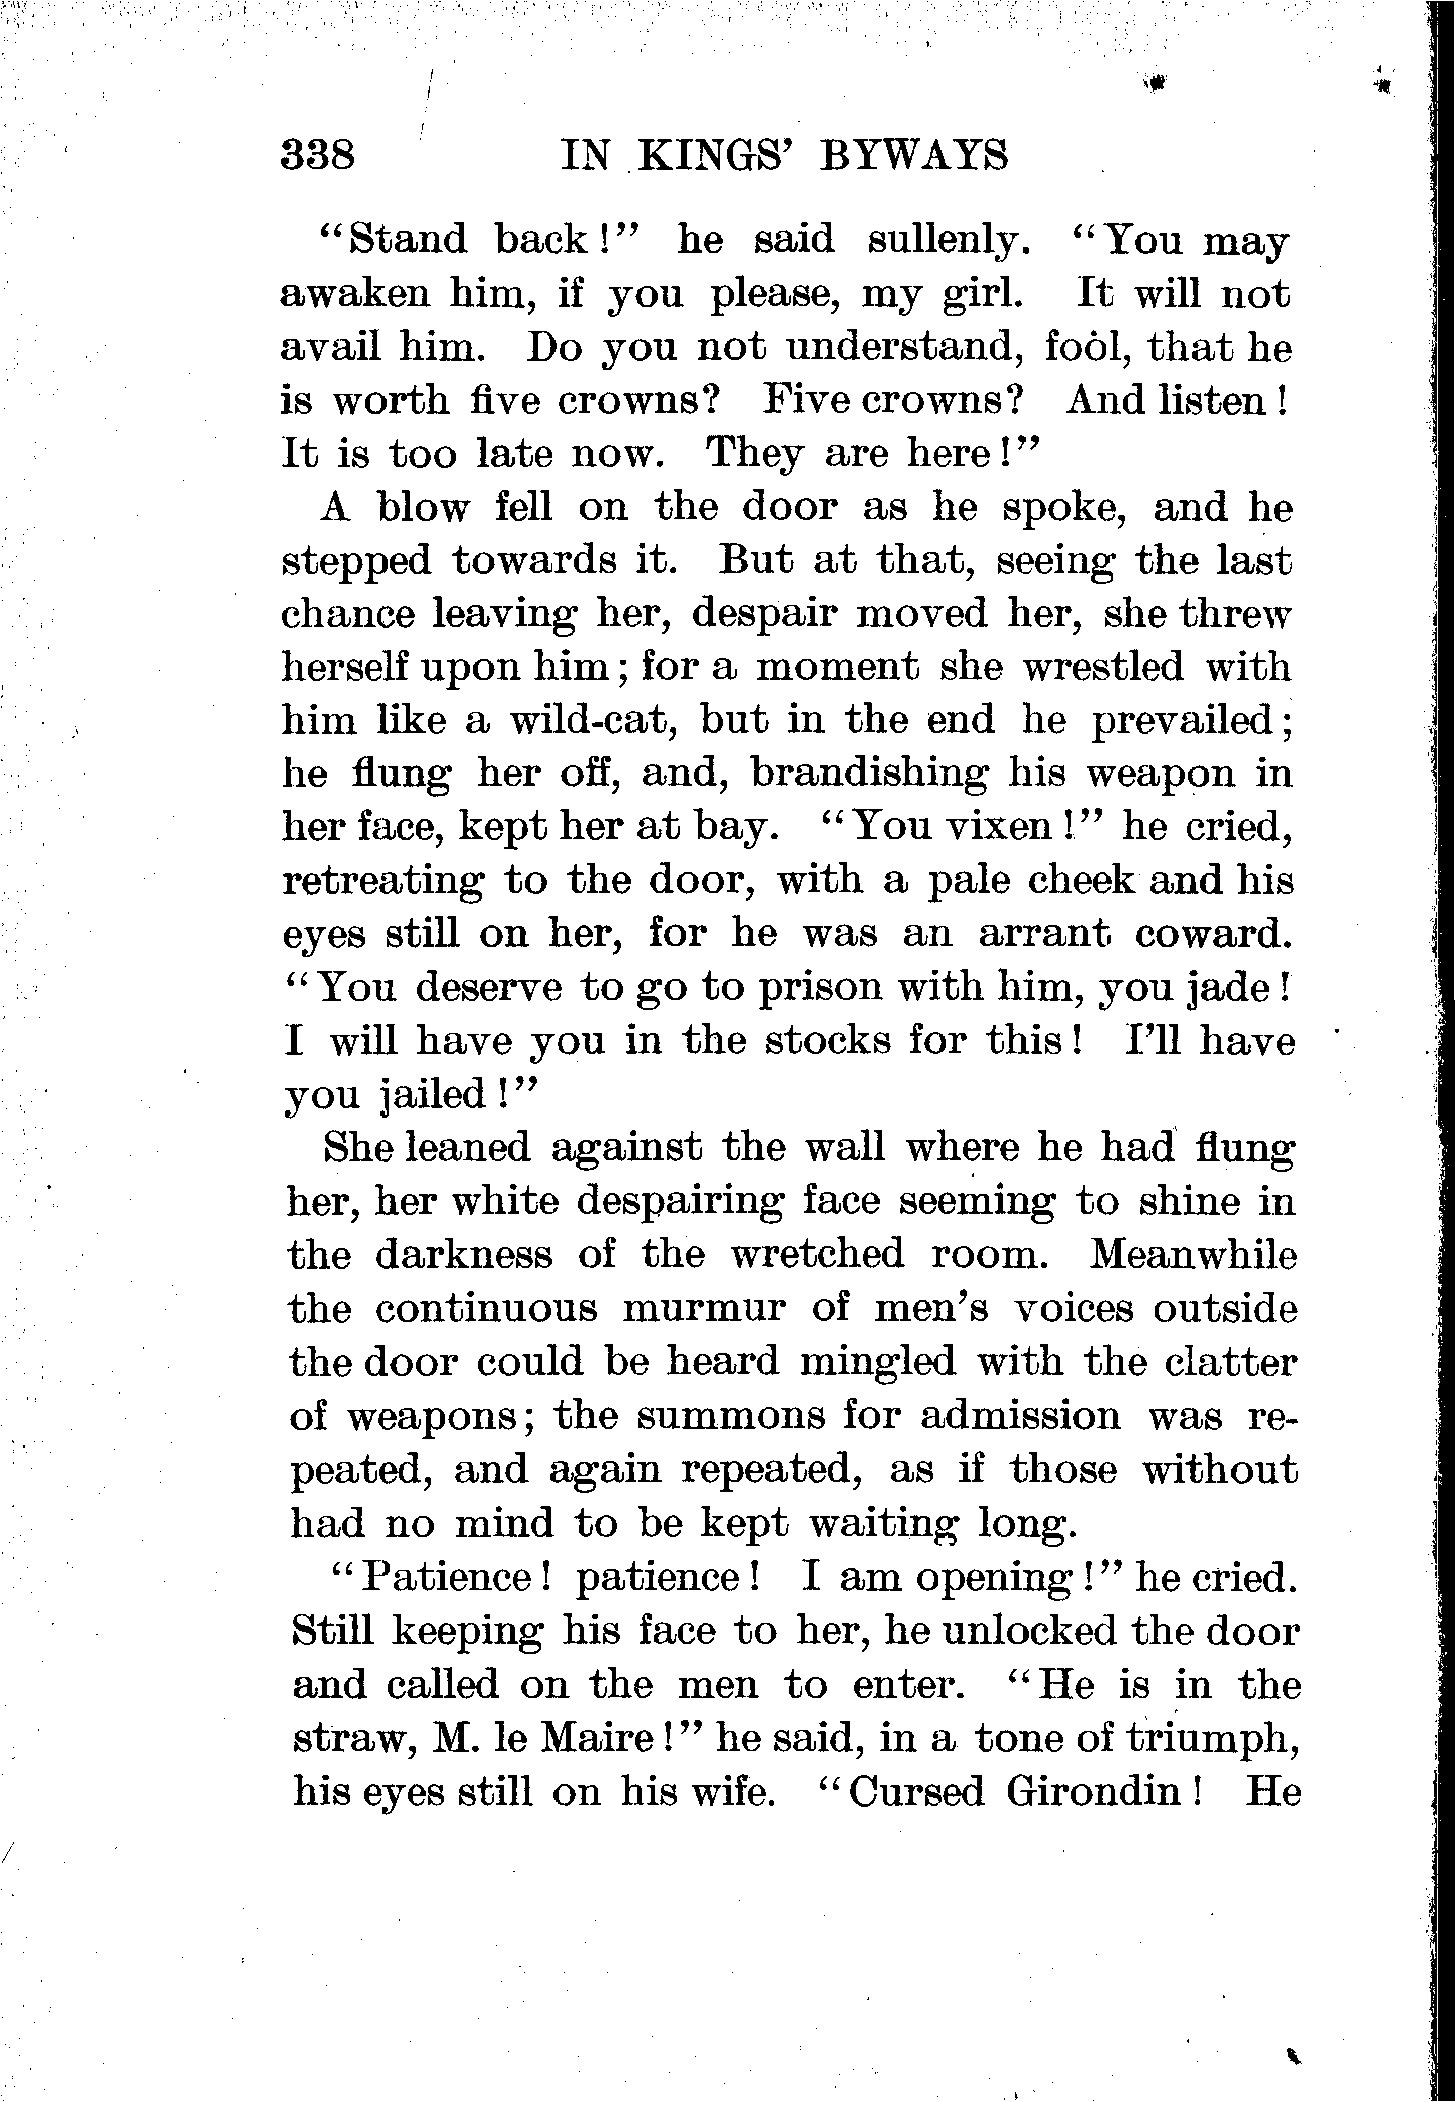 338 IN KINGS' BYWAYS
"Stand back!" he said sullenly. "You may
awaken him, if you please, my girl. It will not
avail him. Do you not understand, fool, that he
is worth five crowns? Five crowns? And listen!
It is too late now. They are here!"
A blow fell on the door as he spoke, and he
stepped towards it. But at that, seeing the last
chance leaving her, despair moved her, she threw
herself upon him; for a moment she wrestled with
him like a wild-cat, but in the end he prevailed;
he flung her off, and, brandishing his weapon in
her face, kept her at bay. "You vixen!" he cried,
retreating to the door, with a pale cheek and his
eyes still on her, for he was an arrant coward.
"You deserve to go to prison with him, you jade!
I will have you in the stocks for this! I'll have
you jailed!"
She leaned against the wall where he had flung
her, her white despairing face seeming to shine in
the darkness of the wretched room. Meanwhile
the continuous murmur of men's voices outside
the door could be heard mingled with the clatter
of weapons; the summons for admission was re-
peated, and again repeated, as if those without
had no mind to be kept waiting long.
"Patience! patience! I am opening!" he cried.
Still keeping his face to her, he unlocked the door
and called on the men to enter. "He is in the
straw, M. le Maire!" he said, in a tone of triumph,
his eyes still on his wife. "Cursed Girondin! He